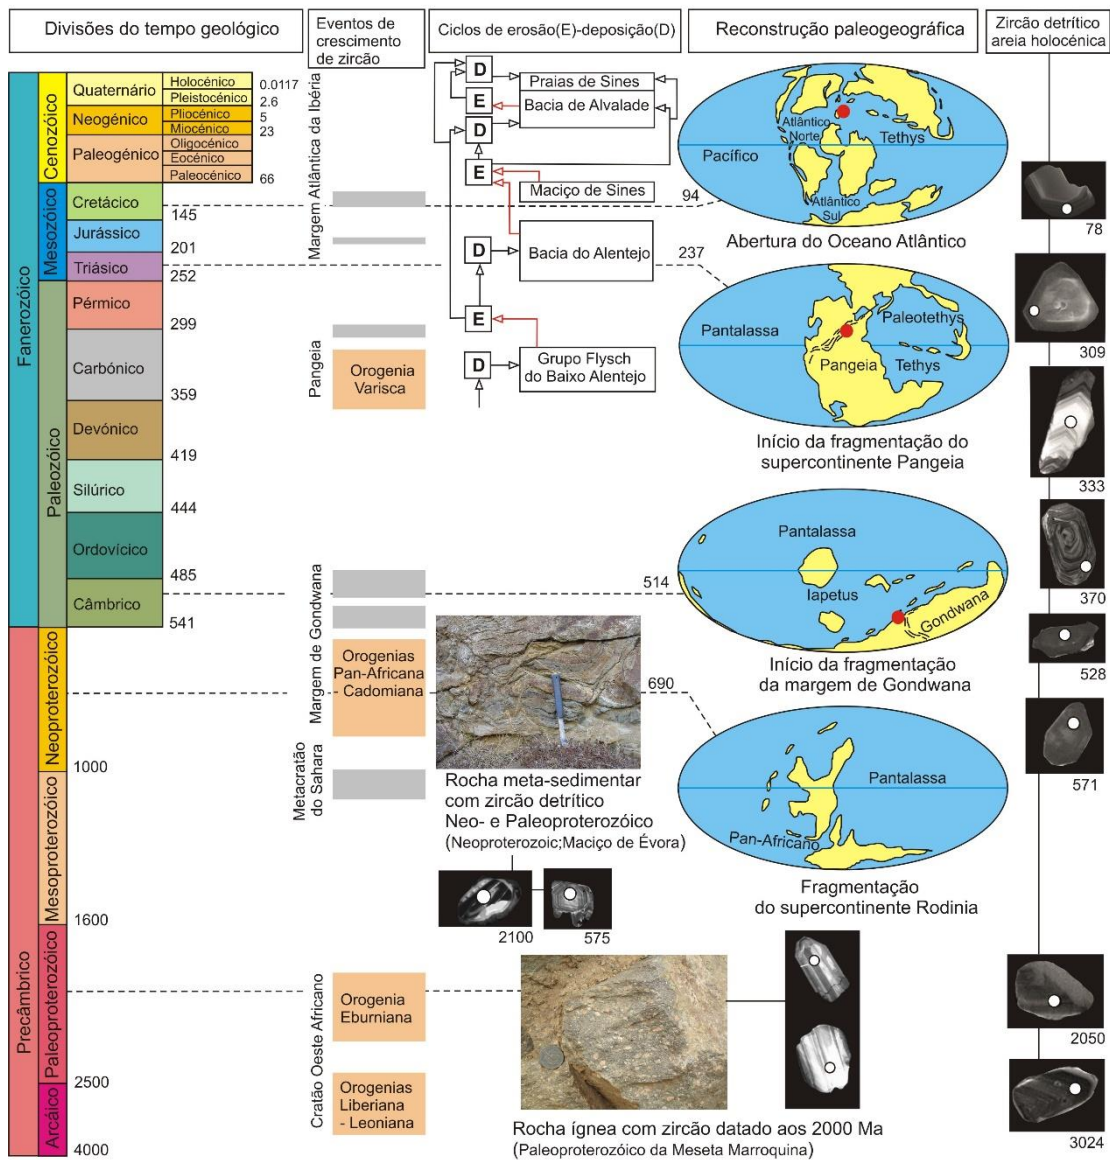 Divisões do tempo geológico
Eventos de
crescimento
de zircão
Ciclos de erosão(E)-deposição(D)
Reconstrução paleogeográfica
Zircão detrítico
areia holocénica
Fanerozóico
Precâmbrico
Cenozóico
Mesozóico
Paleozóico
Neoproterozóico
Mesoproterozóico
Paleoproterozóico
Arcáico
Quaternário
Neogénico
Paleogénico
Holocénico
Pleistocénico
Pliocénico
Miocénico
Oligocénico
Eocénico
Paleocénico
0.0117
2.6
5
23
66
Cretácico
145
Jurássico
201
Triásico
252
Pérmico
299
Carbónico
359
Devónico
419
Silúrico
444
Ordovícico
485
Câmbrico
541
1000
1600
2500
4000
Margem Atlântica da Ibéria
Pangeia
Orogenia
Varisca
Margem de Gondwana
Orogenias
Pan-Africana
- Cadomiana
Metacratão
do Sahara
Cratão Oeste Africano
Orogenia
Eburniana
Orogenias
Liberiana
- Leoniana
D
E
D
E
D
E
D
Praias de Sines
Bacia de Alvalade
Maciço de Sines
Bacia do Alentejo
Grupo Flysch
do Baixo Alentejo
Rocha meta-sedimentar
com zircão detrítico
Neo- e Paleoproterozóico
(Neoproterozoic;Maciço de Évora)
2100
575
Rocha ígnea com zircão datado aos 2000 Ma
(Paleoproterozóico da Meseta Marroquina)
94
Atlântico
Norte
Tethys
Pacífico
Atlântico
Sul
Abertura do Oceano Atlântico
237
Pantalassa
Paleotethys
Pangeia
Tethys
Início da fragmentação do
supercontinente Pangeia
514
Pantalassa
Iapetus
Gondwana
Início da fragmentação
da margem de Gondwana
690
Pantalassa
Pan-Africano
Fragmentação
do supercontinente Rodinia
78
309
333
370
528
571
2050
3024